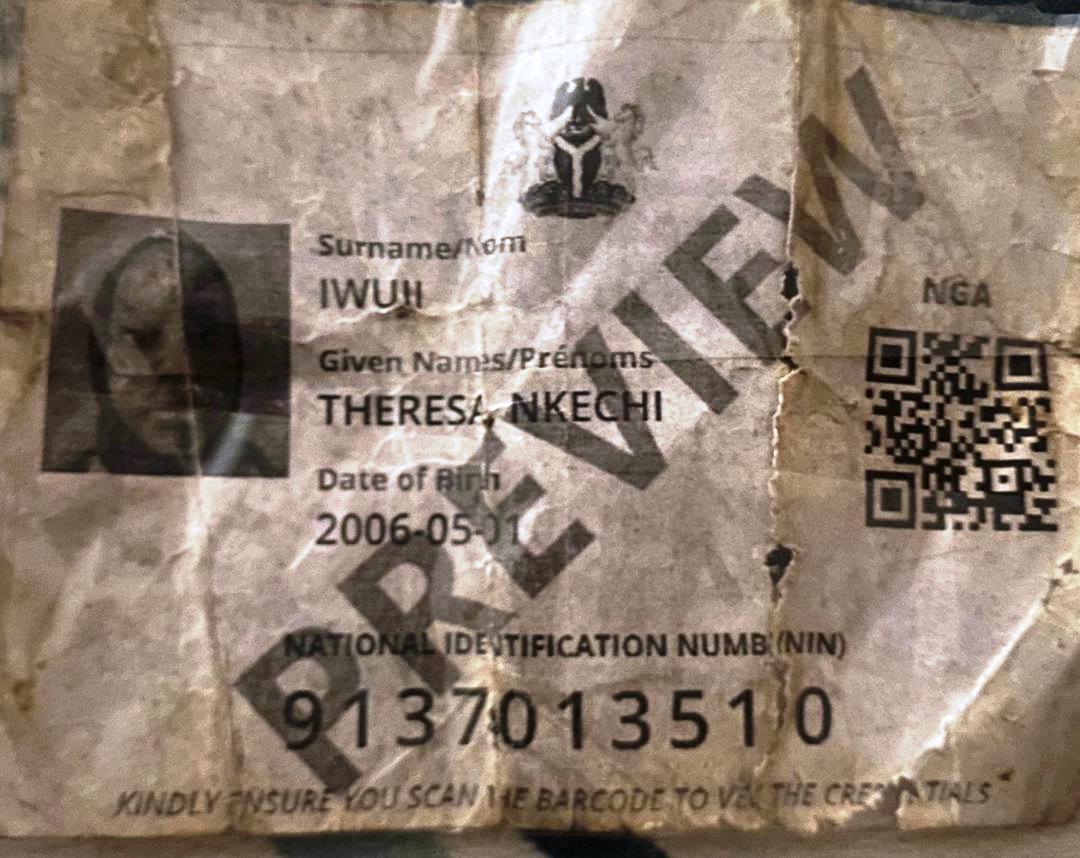 NGA
Surname/Nom
IWUJI
Given Names/Prénoms
THERESA, NKECHI
Date of Birth
2006-05-01
PREVIEW
NATIONAL IDENTIFICATION NUMB (NIN)
9137013510
KINDLY ENSURE YOU SCAN THE BARCODE TO THE CREDENTIALS